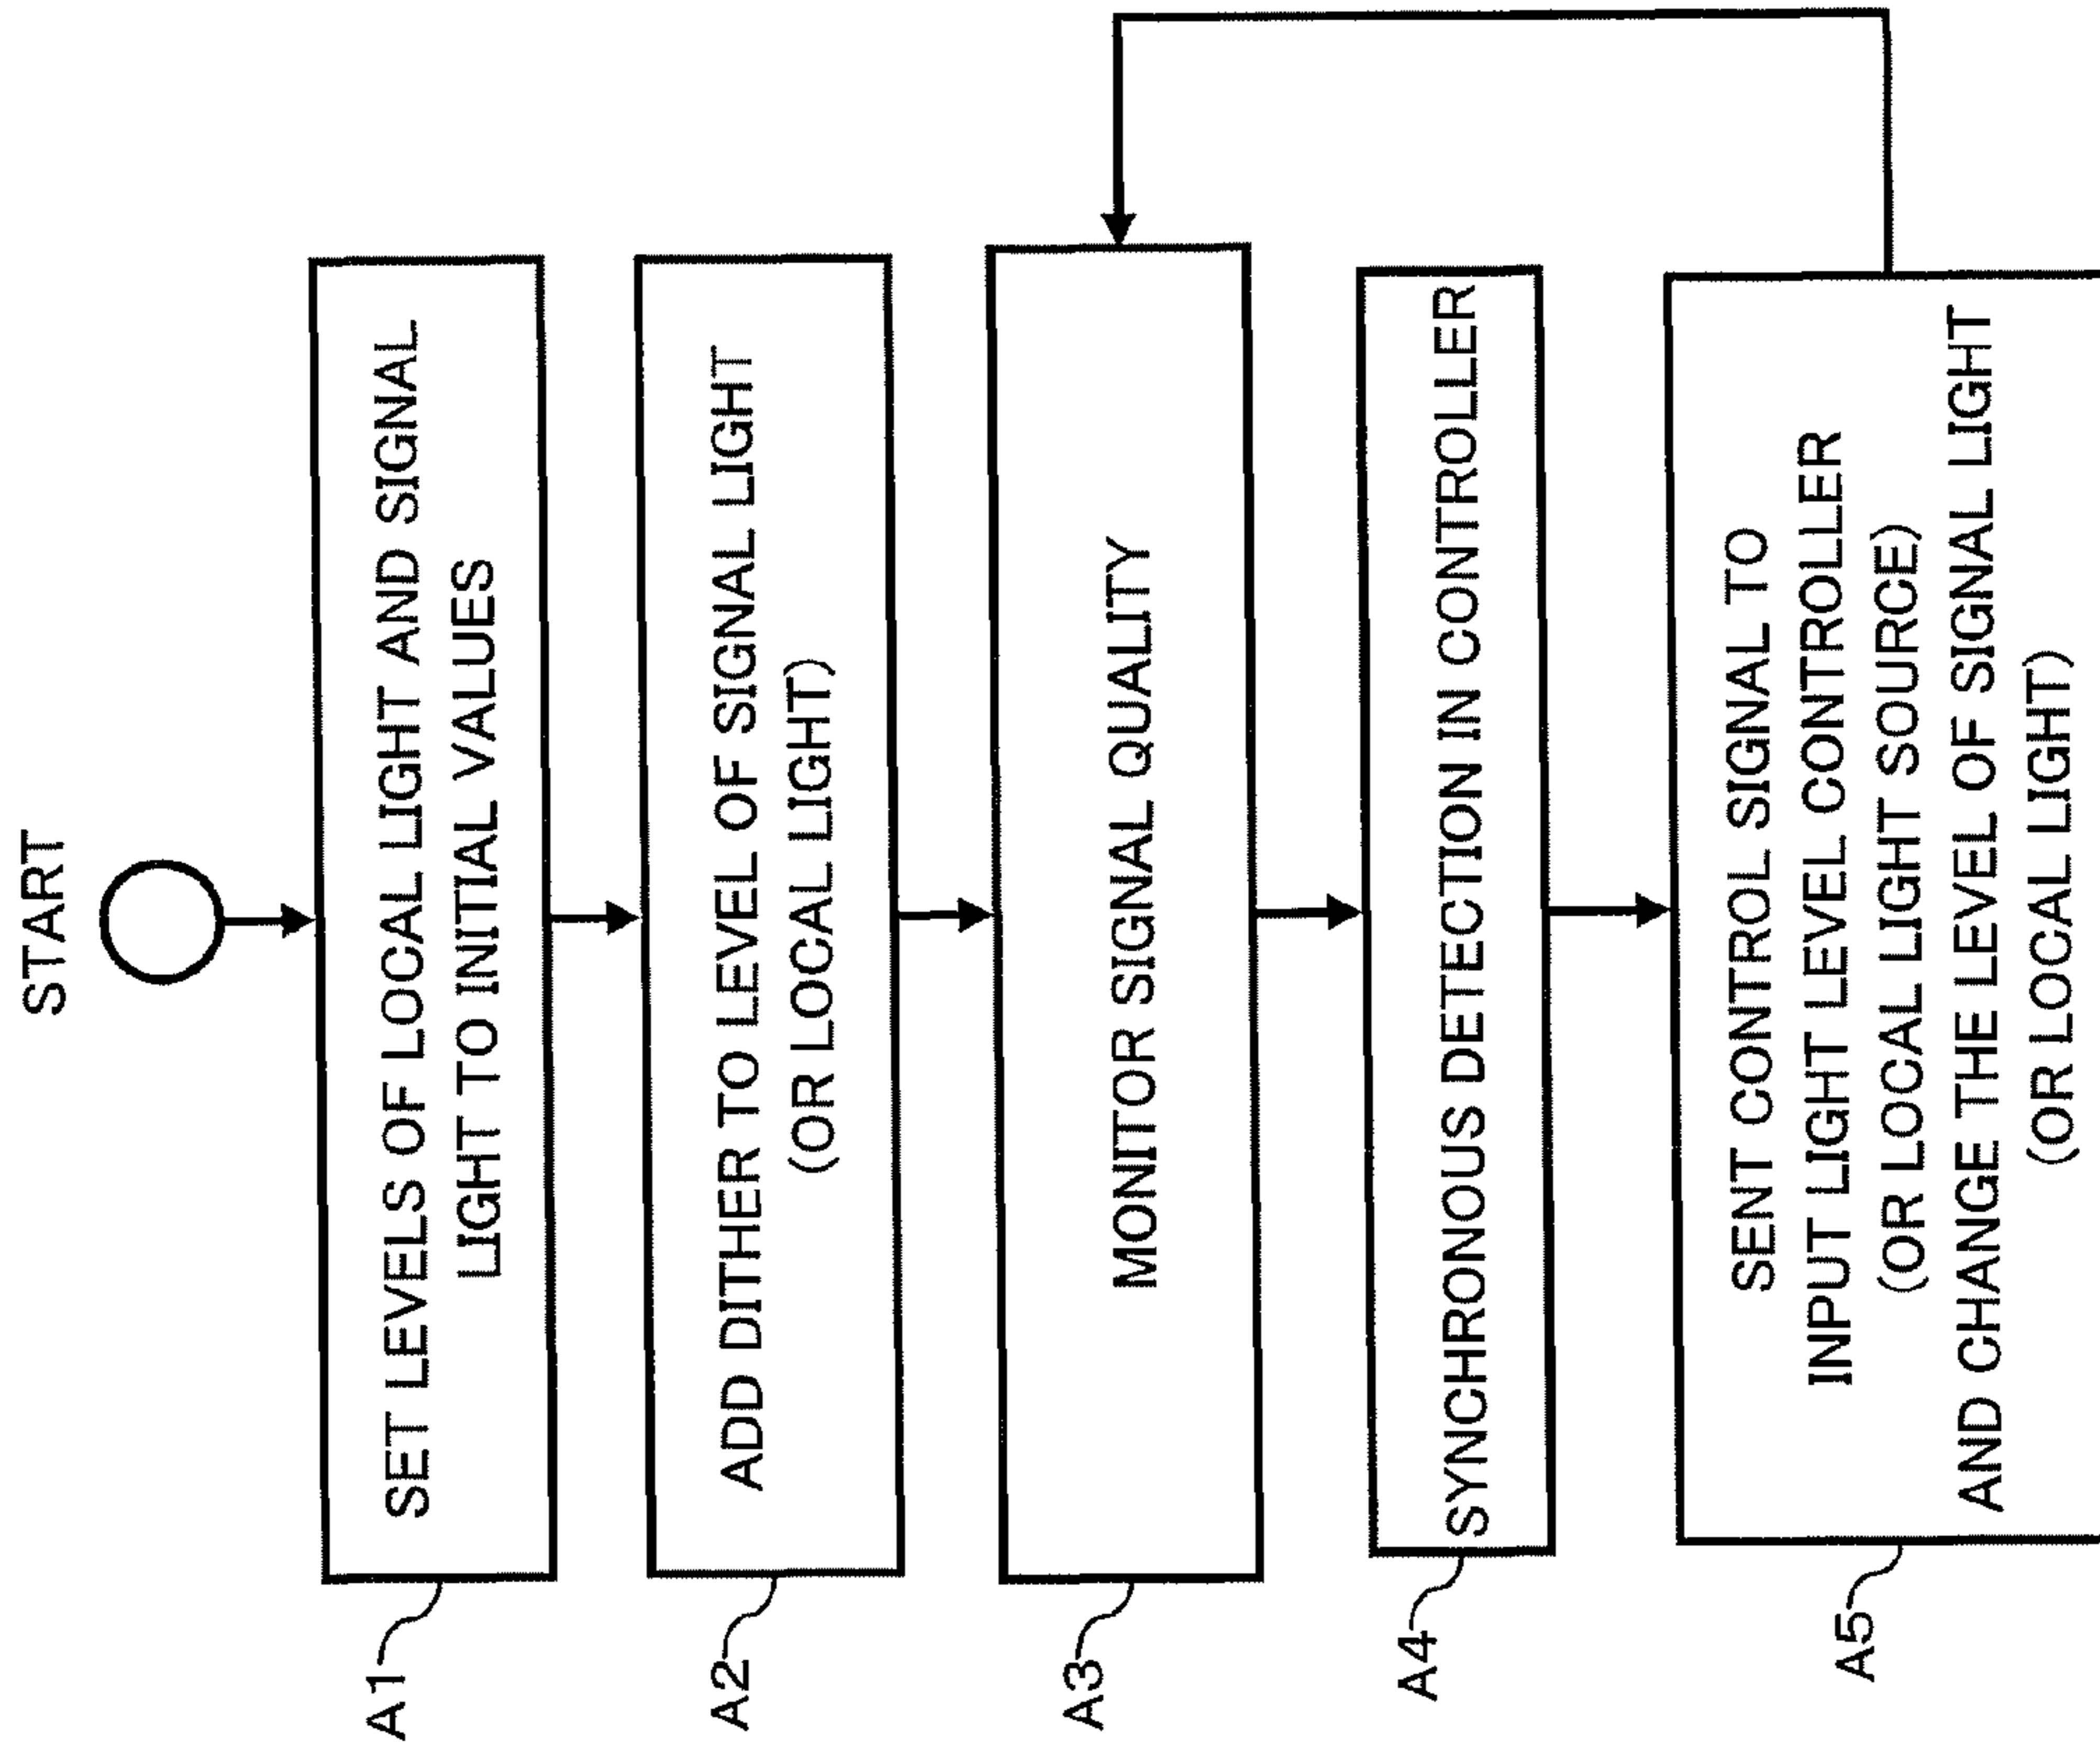 START
A1
SET LEVELS OF LOCAL LIGHT AND SIGNAL
LIGHT TO INITIAL VALUES
A2
ADD DITHER TO LEVEL OF SIGNAL LIGHT
(OR LOCAL LIGHT)
A3
MONITOR SIGNAL QUALITY
A4
SYNCHRONOUS DETECTION IN CONTROLLER
A5
SENT CONTROL SIGNAL TO
INPUT LIGHT LEVEL CONTROLLER
(OR LOCAL LIGHT SOURCE)
AND CHANGE THE LEVEL OF SIGNAL LIGHT
(OR LOCAL LIGHT)